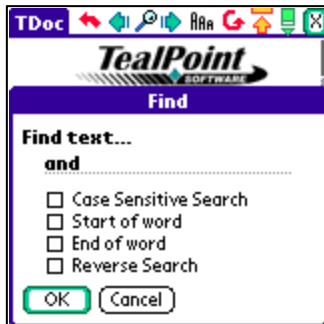 TDoc AAA
TealPoint
SOFTWARE
Find
Find text...
and
Case Sensitive Search
Start of word
End of word
Reverse Search
OK Cancel